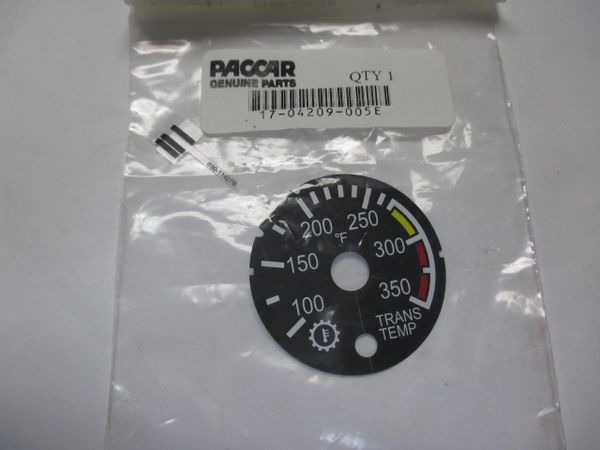 PACCAR
GENUINE PARTS
QTY 1
17-04209-005E
250
200
°F
300
150
350
100
TRANS
TEMP